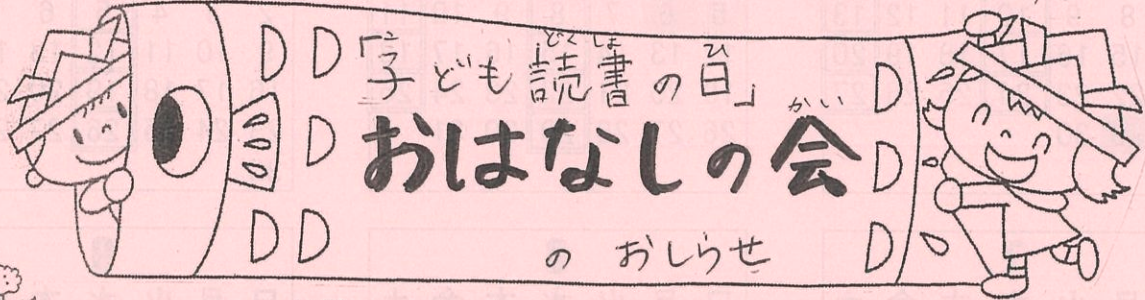 「子ども読書の日」
おはなしの会
の おしらせ